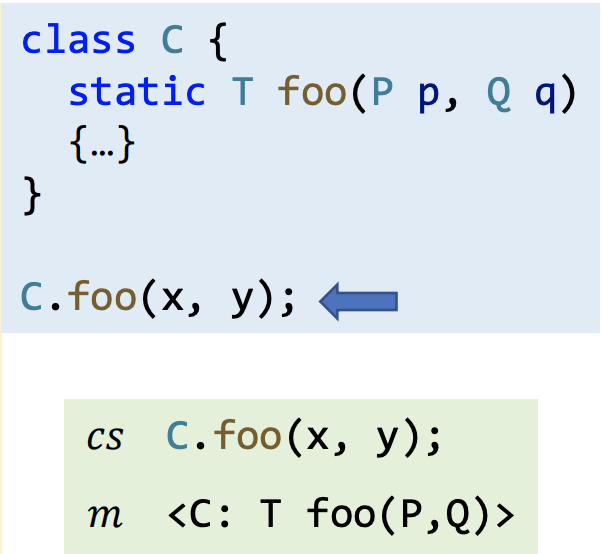 class C {
static T foo(P p, Q q)
{…}
}
C.foo(x, y);
cs C.foo(x, y);
m <C: T foo(P,Q)>